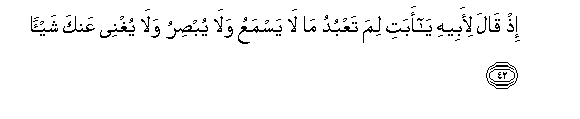 إِذْ قَالَ لِأَبِيهِ يَـٰٓأَبَتِ لِمَ تَعْبُدُ مَا لَا يَسْمَعُ وَلَا يُبْصِرُ وَلَا يُغْنِى عَنكَ شَيْـًٔا
٤٢